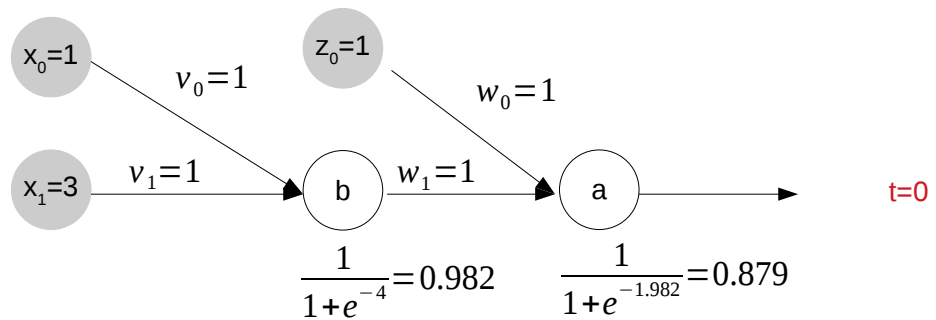 x₀=1
z₀=1
v₀=1
w₀=1
x₁=3
v₁=1
b
w₁=1
a
t=0
1/(1+e⁻⁴)=0.982
1/(1+e⁻¹·⁹⁸²)=0.879